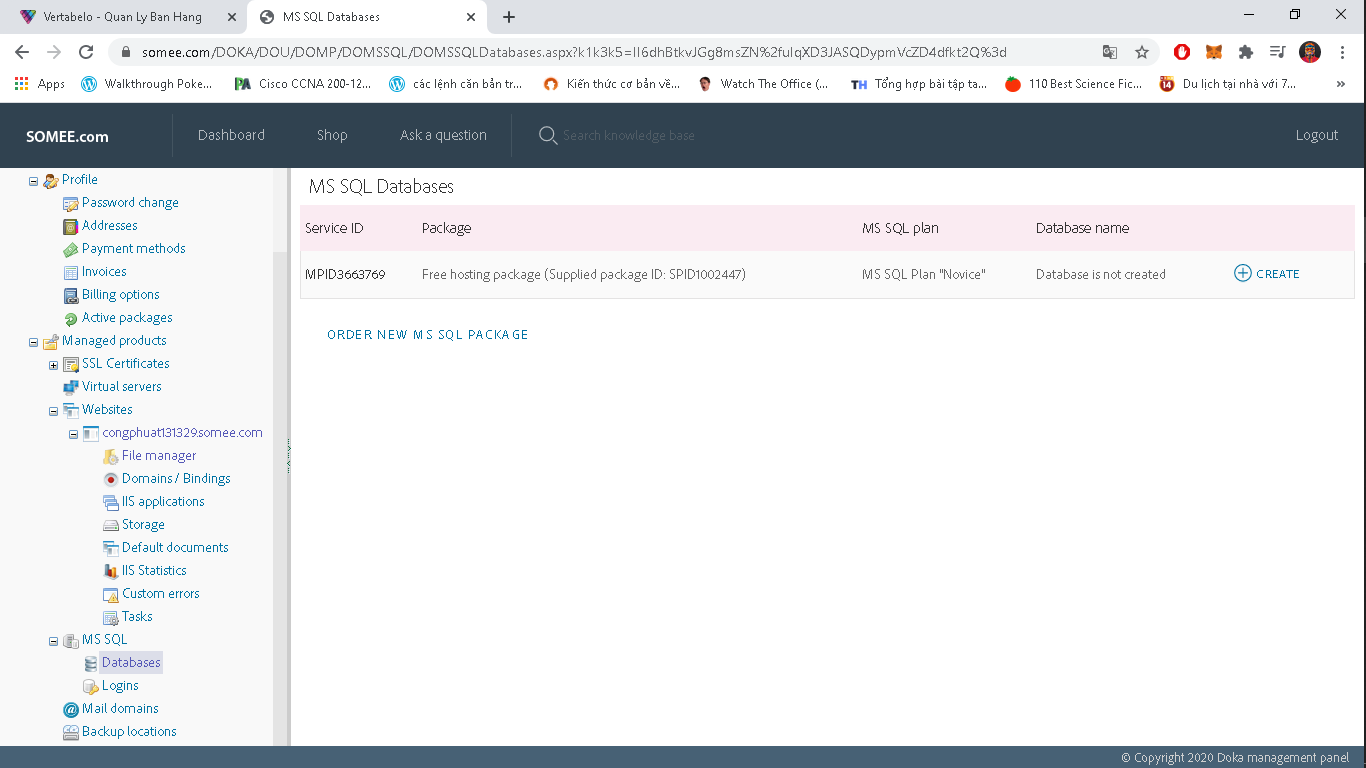 Vertabelo - Quan Ly Ban Hang
MS SQL Databases
somee.com/DOKA/DOU/DOMP/DOMSSQL/DOMSSQLDatabases.aspx?k1k3k5=
Apps
Walkthrough Poke...
Cisco CCNA 200-12...
các lệnh căn bản tr...
Kiến thức cơ bản về...
Watch The Office (...
TH Tổng hợp bài tập ta...
110 Best Science Fic...
Du lịch tại nhà với 7...
SOMEE.com
Dashboard
Shop
Ask a question
Search knowledge base
Logout
Profile
Password change
Addresses
Payment methods
Invoices
Billing options
Active packages
Managed products
SSL Certificates
Virtual servers
Websites
congphuat131329.somee.com
File manager
Domains / Bindings
IIS applications
Storage
Default documents
IIS Statistics
Custom errors
Tasks
MS SQL
Databases
Logins
Mail domains
Backup locations
MS SQL Databases
Service ID Package MS SQL plan Database name
MPID3663769 Free hosting package (Supplied package ID: SPID1002447) MS SQL Plan "Novice" Database is not created CREATE
ORDER NEW MS SQL PACKAGE
© Copyright 2020 Doka management panel